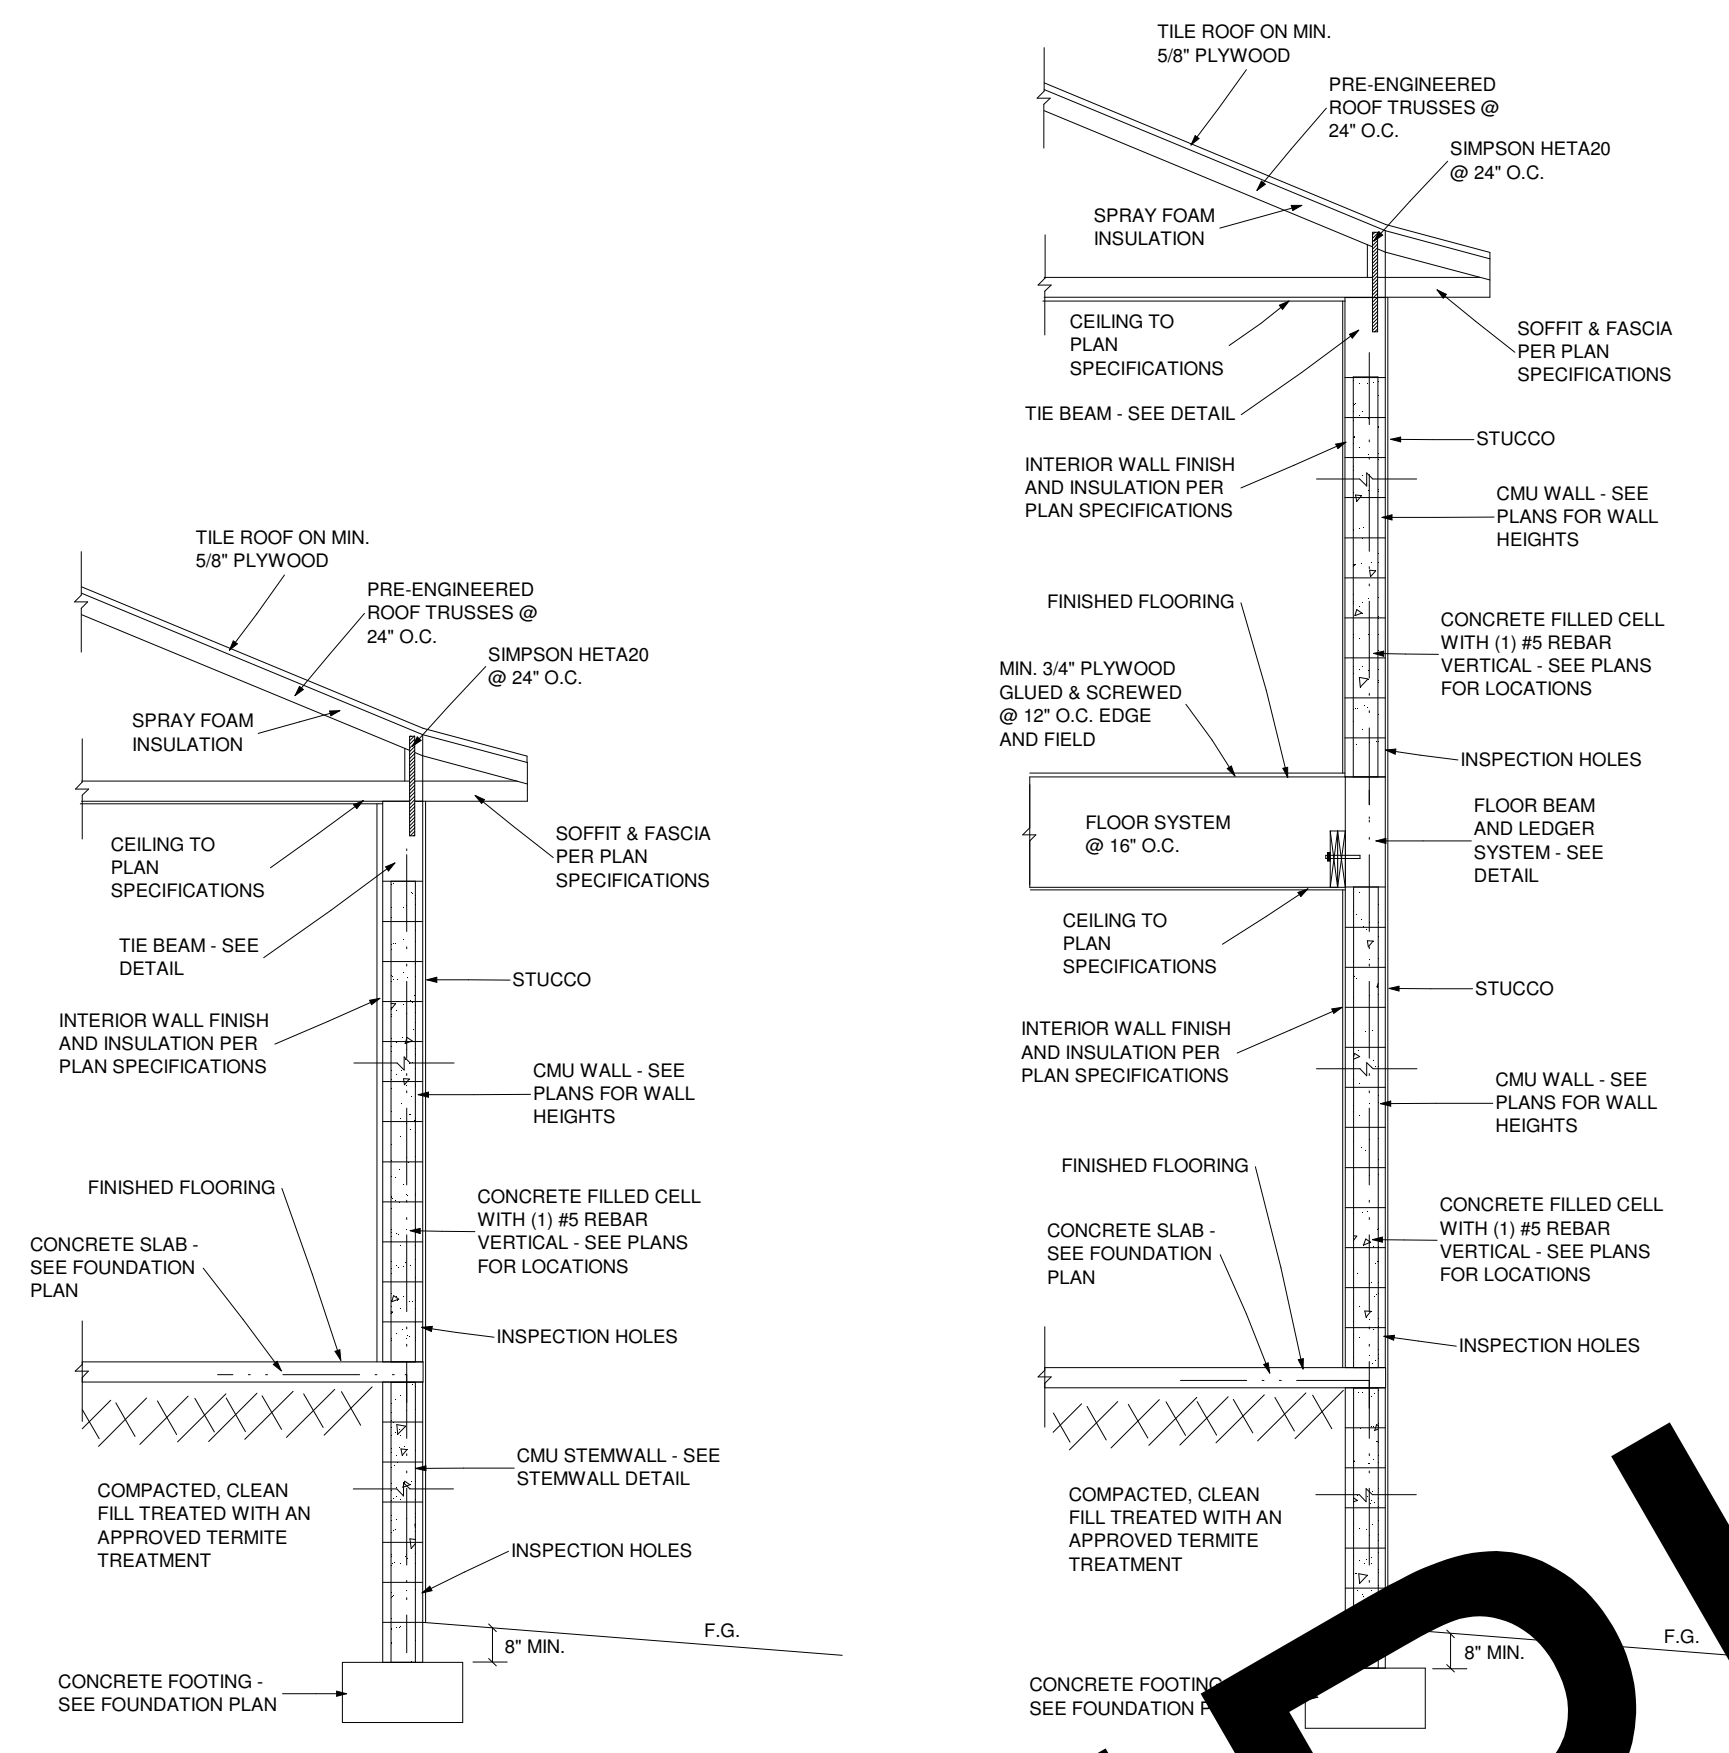 TILE ROOF ON MIN.
5/8" PLYWOOD
PRE-ENGINEERED
ROOF TRUSSES @
24" O.C.
SIMPSON HETA20
@ 24" O.C.
SPRAY FOAM
INSULATION
CEILING TO
PLAN
SPECIFICATIONS
SOFFIT & FASCIA
PER PLAN
SPECIFICATIONS
TIE BEAM - SEE
DETAIL
STUCCO
INTERIOR WALL FINISH
AND INSULATION PER
PLAN SPECIFICATIONS
CMU WALL - SEE
PLANS FOR WALL
HEIGHTS
FINISHED FLOORING
CONCRETE FILLED CELL
WITH (1) #5 REBAR
VERTICAL - SEE PLANS
FOR LOCATIONS
CONCRETE SLAB -
SEE FOUNDATION
PLAN
INSPECTION HOLES
CMU STEMWALL - SEE
STEMWALL DETAIL
COMPACTED, CLEAN
FILL TREATED WITH AN
APPROVED TERMITE
TREATMENT
INSPECTION HOLES
F.G.
8" MIN.
CONCRETE FOOTING -
SEE FOUNDATION PLAN
TILE ROOF ON MIN.
5/8" PLYWOOD
PRE-ENGINEERED
ROOF TRUSSES @
24" O.C.
SIMPSON HETA20
@ 24" O.C.
SPRAY FOAM
INSULATION
CEILING TO
PLAN
SPECIFICATIONS
SOFFIT & FASCIA
PER PLAN
SPECIFICATIONS
TIE BEAM - SEE DETAIL
STUCCO
INTERIOR WALL FINISH
AND INSULATION PER
PLAN SPECIFICATIONS
CMU WALL - SEE
PLANS FOR WALL
HEIGHTS
FINISHED FLOORING
CONCRETE FILLED CELL
WITH (1) #5 REBAR
VERTICAL - SEE PLANS
FOR LOCATIONS
MIN. 3/4" PLYWOOD
GLUED & SCREWED
@ 12" O.C. EDGE
AND FIELD
INSPECTION HOLES
FLOOR SYSTEM
@ 16" O.C.
FLOOR BEAM
AND LEDGER
SYSTEM - SEE
DETAIL
CEILING TO
PLAN
SPECIFICATIONS
STUCCO
INTERIOR WALL FINISH
AND INSULATION PER
PLAN SPECIFICATIONS
CMU WALL - SEE
PLANS FOR WALL
HEIGHTS
FINISHED FLOORING
CONCRETE FILLED CELL
WITH (1) #5 REBAR
VERTICAL - SEE PLANS
FOR LOCATIONS
CONCRETE SLAB -
SEE FOUNDATION
PLAN
INSPECTION HOLES
COMPACTED, CLEAN
FILL TREATED WITH AN
APPROVED TERMITE
TREATMENT
F.G.
8" MIN.
CONCRETE FOOTING
SEE FOUNDATION